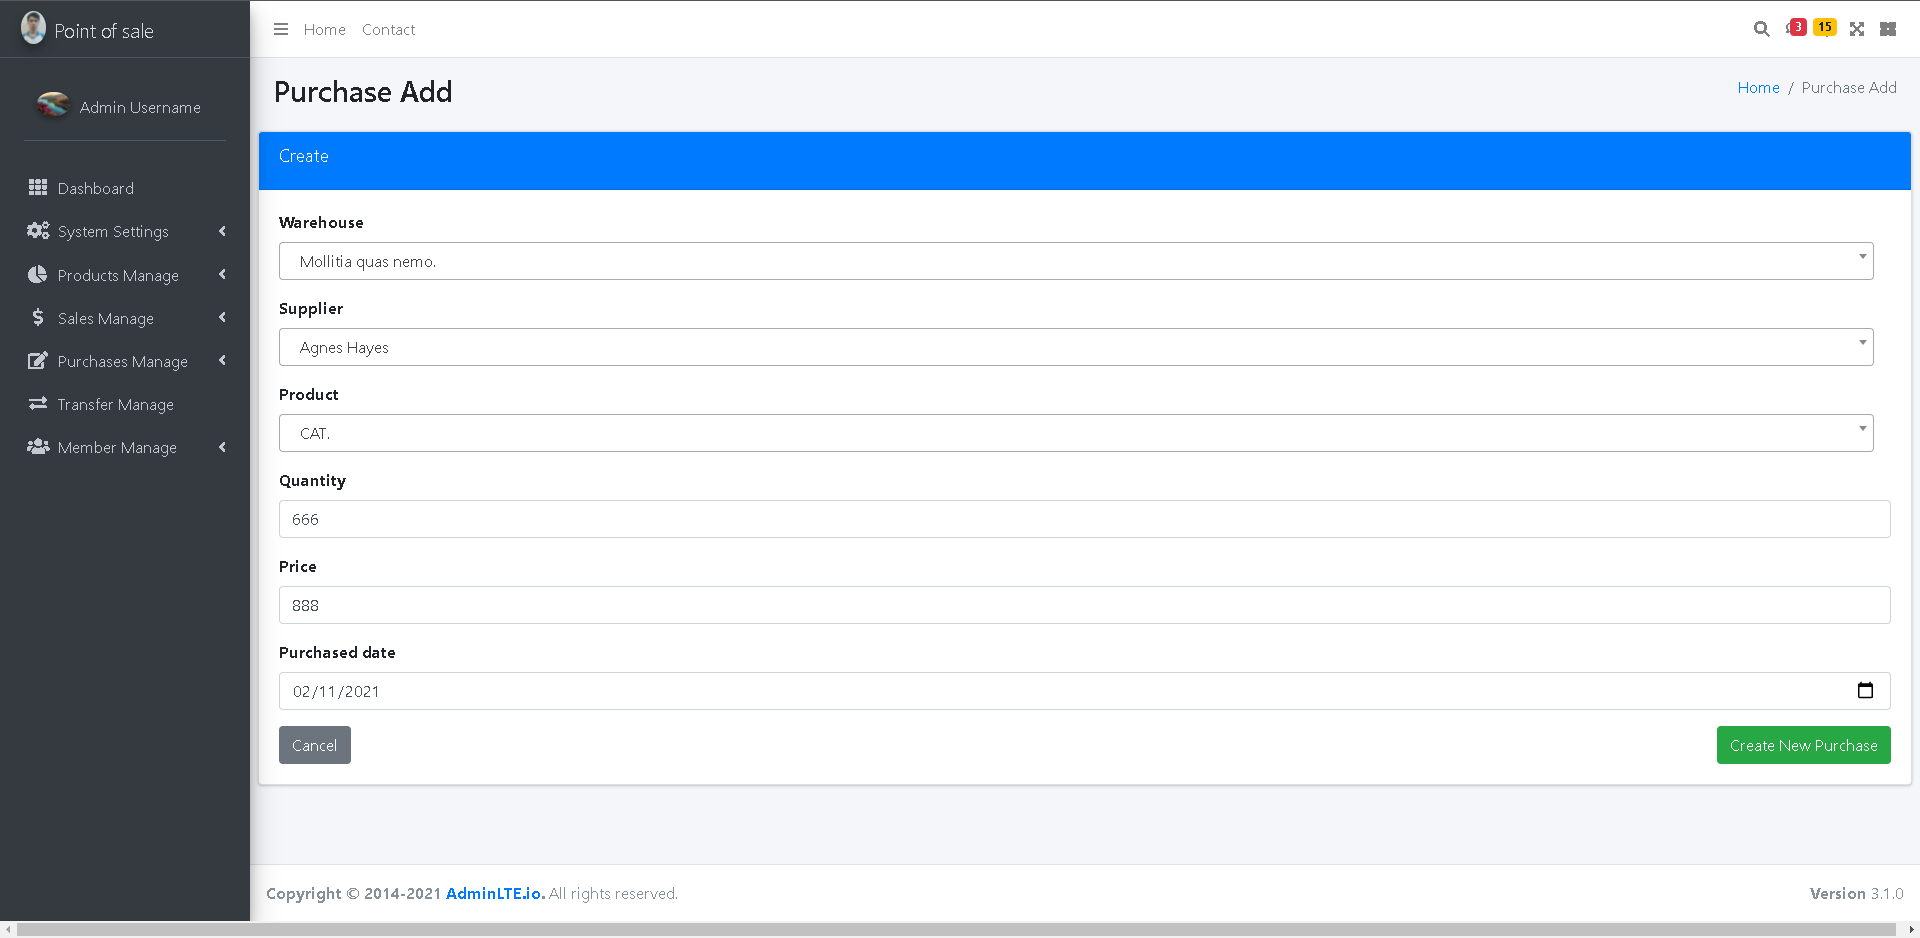 Point of sale
Home Contact
3 15
Admin Username
Dashboard
System Settings
Products Manage
Sales Manage
Purchases Manage
Transfer Manage
Member Manage
Purchase Add
Home / Purchase Add
Create
Warehouse
Mollitia quas nemo.
Supplier
Agnes Hayes
Product
CAT.
Quantity
666
Price
888
Purchased date
02/11/2021
Cancel
Create New Purchase
Copyright © 2014-2021 AdminLTE.io. All rights reserved.
Version 3.1.0